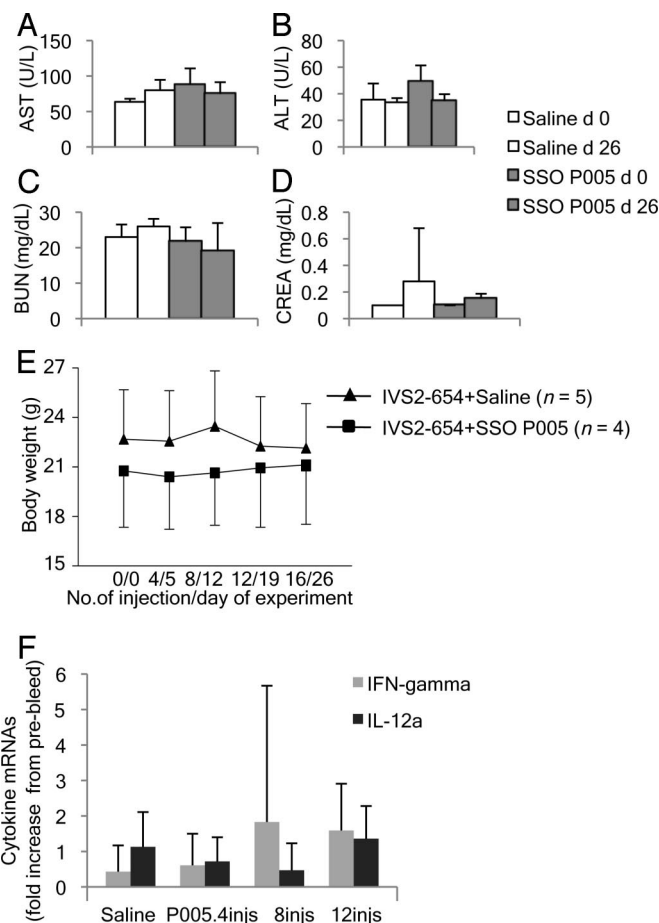 A
AST (U/L)
150
100
50
0
B
ALT (U/L)
80
60
40
20
0
Saline d 0
Saline d 26
SSO P005 d 0
SSO P005 d 26
C
BUN (mg/dL)
30
20
10
0
D
CREA (mg/dL)
0.8
0.6
0.4
0.2
0
E
Body weight (g)
27
24
21
18
15
0/0 4/5 8/12 12/19 16/26
No.of injection/day of experiment
IVS2-654+Saline (n = 5)
IVS2-654+SSO P005 (n = 4)
F
Cytokine mRNAs
(fold increase from pre-bleed)
6
5
4
3
2
1
0
Saline P005.4injs 8injs 12injs
IFN-gamma
IL-12a